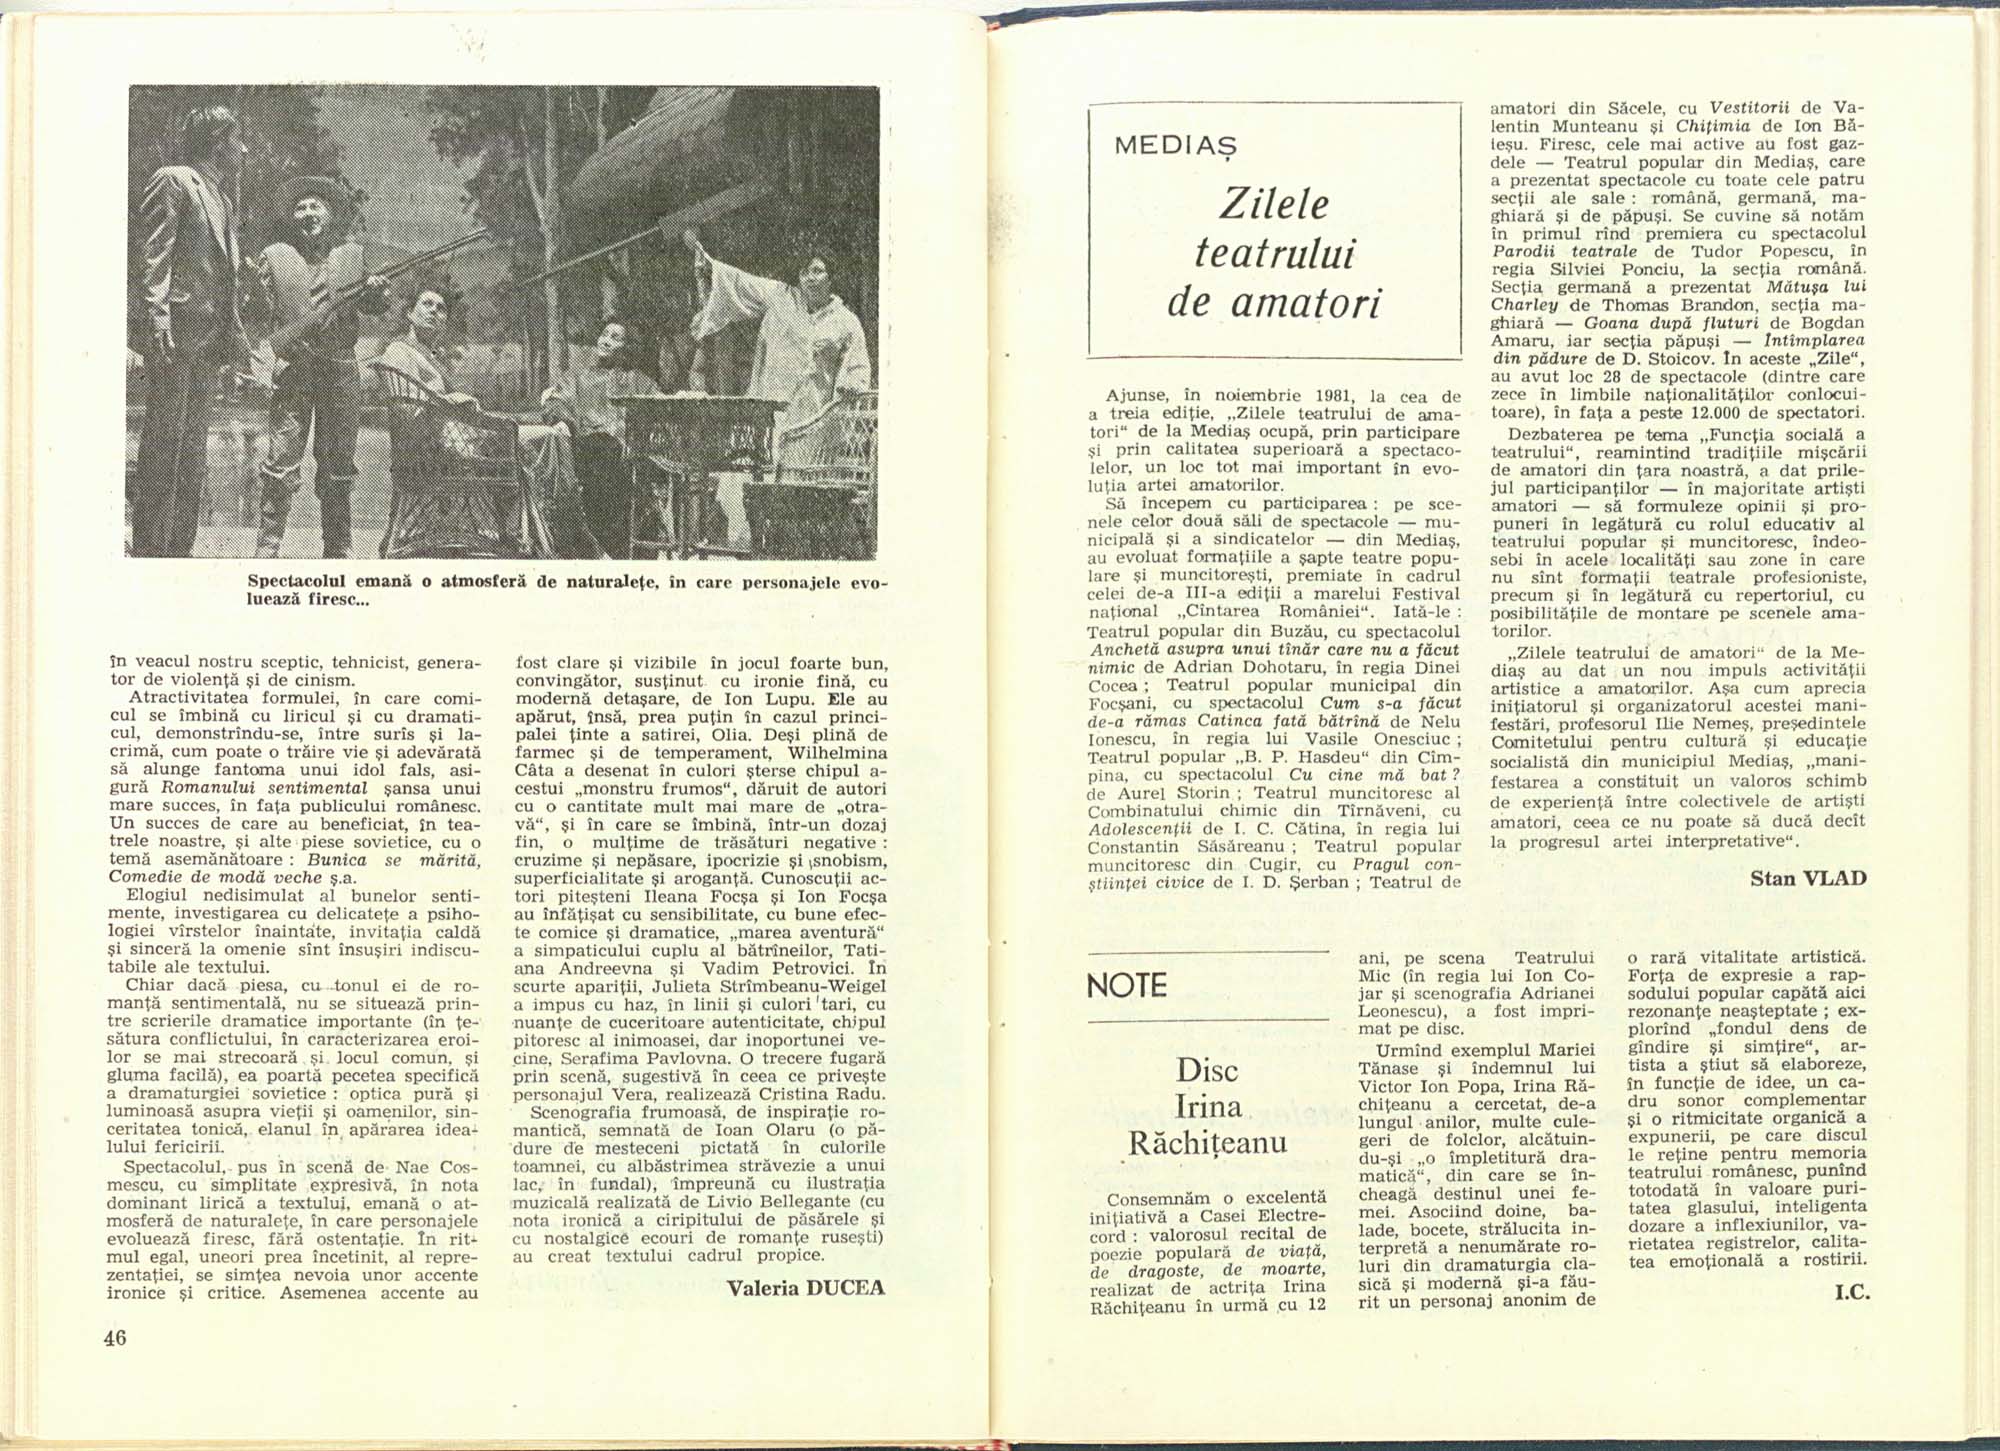 Spectacolul emană o atmosferă de naturalețe, în care personajele evo-
luează firesc...
în veacul nostru sceptic, tehnicist, genera-
tor de violență și de cinism.
Atractivitatea formulei, în care comi-
cul se îmbină cu liricul și cu dramati-
cul, demonstrîndu-se, între surîs și la-
crimă, cum poate o trăire vie și adevărată
să alunge fantoma unui idol fals, asi-
gură Romanului sentimental șansa unui
mare succes, în fața publicului românesc.
Un succes de care au beneficiat, în tea-
trele noastre, și alte piese sovietice, cu o
temă asemănătoare : Bunica se mărită,
Comedie de modă veche ș.a.
Elogiul nedisimulat al bunelor senti-
mente, investigarea cu delicatețe a psiho-
logiei vîrstelor înaintate, invitația caldă
și sinceră la omenie sînt însușiri indiscu-
tabile ale textului.
Chiar dacă piesa, cu tonul ei de ro-
manță sentimentală, nu se situează prin-
tre scrierile dramatice importante (în țe-
sătura conflictului, în caracterizarea eroi-
lor se mai strecoară și locul comun, și
gluma facilă), ea poartă pecetea specifică
a dramaturgiei sovietice : optica pură și
luminoasă asupra vieții și oamenilor, sin-
ceritatea tonică, elanul în apărarea idea-
lului fericirii.
Spectacolul, pus în scenă de Nae Cos-
mescu, cu simplitate expresivă, în nota
dominant lirică a textului, emană o at-
mosferă de naturalețe, în care personajele
evoluează firesc, fără ostentație. În rit-
mul egal, uneori prea încetinit, al repre-
zentației, se simțea nevoia unor accente
ironice și critice. Asemenea accente au
fost clare și vizibile în jocul foarte bun,
convingător, susținut cu ironie fină, cu
modernă detașare, de Ion Lupu. Ele au
apărut, însă, prea puțin în cazul princi-
palei ținte a satirei, Olia. Deși plină de
farmec și de temperament, Wilhelmina
Câta a desenat în culori șterse chipul a-
cestui „monstru frumos“, dăruit de autori
cu o cantitate mult mai mare de „otra-
vă“, și în care se îmbină, într-un dozaj
fin, o mulțime de trăsături negative :
cruzime și nepăsare, ipocrizie și snobism,
superficialitate și aroganță. Cunoscuții ac-
tori piteșteni Ileana Focșa și Ion Focșa
au înfățișat cu sensibilitate, cu bune efec-
te comice și dramatice, „marea aventură“
a simpaticului cuplu al bătrîneilor, Tati-
ana Andreevna și Vadim Petrovici. În
scurte apariții, Julieta Strîmbeanu-Weigel
a impus cu haz, în linii și culori tari, cu
nuanțe de cuceritoare autenticitate, chipul
pitoresc al inimoasei, dar inoportunei ve-
cine, Serafima Pavlovna. O trecere fugară
prin scenă, sugestivă în ceea ce privește
personajul Vera, realizează Cristina Radu.
Scenografia frumoasă, de inspirație ro-
mantică, semnată de Ioan Olaru (o pă-
dure de mesteceni pictată în culorile
toamnei, cu albăstrimea străvezie a unui
lac, în fundal), împreună cu ilustrația
muzicală realizată de Livio Bellegante (cu
nota ironică a ciripitului de păsărele și
cu nostalgice ecouri de romanțe rusești)
au creat textului cadrul propice.
Valeria DUCEA
46
MEDIAȘ
Zilele
teatrului
de amatori
Ajunse, în noiembrie 1981, la cea de
a treia ediție, „Zilele teatrului de ama-
tori“ de la Mediaș ocupă, prin participare
și prin calitatea superioară a spectaco-
lelor, un loc tot mai important în evo-
luția artei amatorilor.
Să începem cu participarea : pe sce-
nele celor două săli de spectacole — mu-
nicipală și a sindicatelor — din Mediaș,
au evoluat formațiile a șapte teatre popu-
lare și muncitorești, premiate în cadrul
celei de-a III-a ediții a marelui Festival
național „Cîntarea României“. Iată-le :
Teatrul popular din Buzău, cu spectacolul
Anchetă asupra unui tînăr care nu a făcut
nimic de Adrian Dohotaru, în regia Dinei
Cocea ; Teatrul popular municipal din
Focșani, cu spectacolul Cum s-a făcut
de-a rămas Catinca fată bătrînă de Nelu
Ionescu, în regia lui Vasile Onesciuc ;
Teatrul popular „B. P. Hasdeu“ din Cîm-
pina, cu spectacolul Cu cine mă bat ?
de Aurel Storin ; Teatrul muncitoresc al
Combinatului chimic din Tîrnăveni, cu
Adolescenții de I. C. Cătina, în regia lui
Constantin Săsăreanu ; Teatrul popular
muncitoresc din Cugir, cu Pragul con-
științei civice de I. D. Șerban ; Teatrul de
amatori din Săcele, cu Vestitorii de Va-
lentin Munteanu și Chițimia de Ion Bă-
ieșu. Firesc, cele mai active au fost gaz-
dele — Teatrul popular din Mediaș, care
a prezentat spectacole cu toate cele patru
secții ale sale : română, germană, ma-
ghiară și de păpuși. Se cuvine să notăm
în primul rînd premiera cu spectacolul
Parodii teatrale de Tudor Popescu, în
regia Silviei Ponciu, la secția română.
Secția germană a prezentat Mătușa lui
Charley de Thomas Brandon, secția ma-
ghiară — Goana după fluturi de Bogdan
Amaru, iar secția păpuși — Întîmplarea
din pădure de D. Stoicov. În aceste „Zile“,
au avut loc 28 de spectacole (dintre care
zece în limbile naționalităților conlocui-
toare), în fața a peste 12.000 de spectatori.
Dezbaterea pe tema „Funcția socială a
teatrului“, reamintind tradițiile mișcării
de amatori din țara noastră, a dat prile-
jul participanților — în majoritate artiști
amatori — să formuleze opinii și pro-
puneri în legătură cu rolul educativ al
teatrului popular și muncitoresc, îndeo-
sebi în acele localități sau zone în care
nu sînt formații teatrale profesioniste,
precum și în legătură cu repertoriul, cu
posibilitățile de montare pe scenele ama-
torilor.
„Zilele teatrului de amatori“ de la Me-
diaș au dat un nou impuls activității
artistice a amatorilor. Așa cum aprecia
inițiatorul și organizatorul acestei mani-
festări, profesorul Ilie Nemeș, președintele
Comitetului pentru cultură și educație
socialistă din municipiul Mediaș, „mani-
festarea a constituit un valoros schimb
de experiență între colectivele de artiști
amatori, ceea ce nu poate să ducă decît
la progresul artei interpretative“.
Stan VLAD
NOTE
Disc
Irina
Răchițeanu
Consemnăm o excelentă
inițiativă a Casei Electre-
cord : valorosul recital de
poezie populară de viață,
de dragoste, de moarte,
realizat de actrița Irina
Răchițeanu în urmă cu 12
ani, pe scena Teatrului
Mic (în regia lui Ion Co-
jar și scenografia Adrianei
Leonescu), a fost impri-
mat pe disc.
Urmînd exemplul Mariei
Tănase și îndemnul lui
Victor Ion Popa, Irina Ră-
chițeanu a cercetat, de-a
lungul anilor, multe cule-
geri de folclor, alcătuin-
du-și „o împletitură dra-
matică“, din care se în-
cheagă destinul unei fe-
mei. Asociind doine, ba-
lade, bocete, strălucita in-
terpretă a nenumărate ro-
luri din dramaturgia cla-
sică și modernă și-a fău-
rit un personaj anonim de
o rară vitalitate artistică.
Forța de expresie a rap-
sodului popular capătă aici
rezonanțe neașteptate ; ex-
plorînd „fondul dens de
gîndire și simțire“, ar-
tista a știut să elaboreze,
în funcție de idee, un ca-
dru sonor complementar
și o ritmicitate organică a
expunerii, pe care discul
le reține pentru memoria
teatrului românesc, punînd
totodată în valoare puri-
tatea glasului, inteligenta
dozare a inflexiunilor, va-
rietatea registrelor, calita-
tea emoțională a rostirii.
I.C.